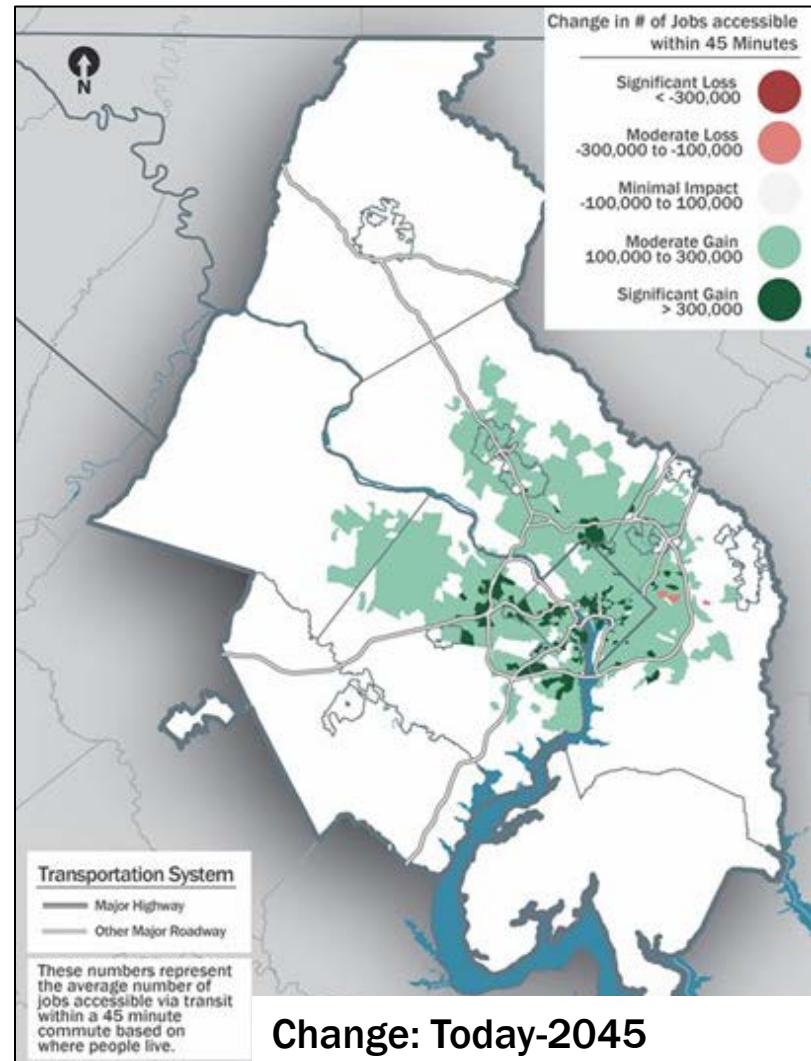 Change in # of Jobs accessible
within 45 Minutes
Significant Loss
< -300,000
Moderate Loss
-300,000 to -100,000
Minimal Impact
-100,000 to 100,000
Moderate Gain
100,000 to 300,000
Significant Gain
> 300,000
N
Transportation System
Major Highway
Other Major Roadway
These numbers represent
the average number of
jobs accessible via transit
within a 45 minute
commute based on
where people live.
Change: Today-2045